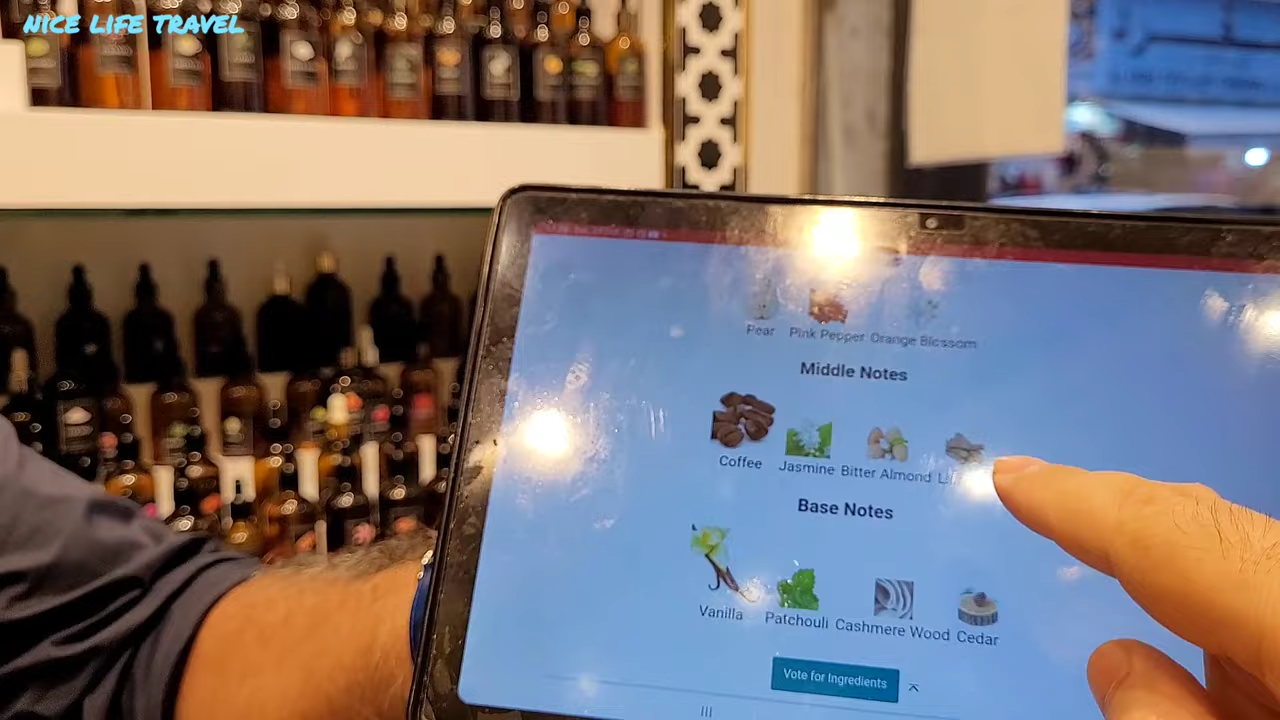 NICE LIFE TRAVEL
Pear Pink Pepper Orange Blossom
Middle Notes
Coffee Jasmine Bitter Almond
Base Notes
Vanilla Patchouli Cashmere Wood Cedar
Vote for Ingredients